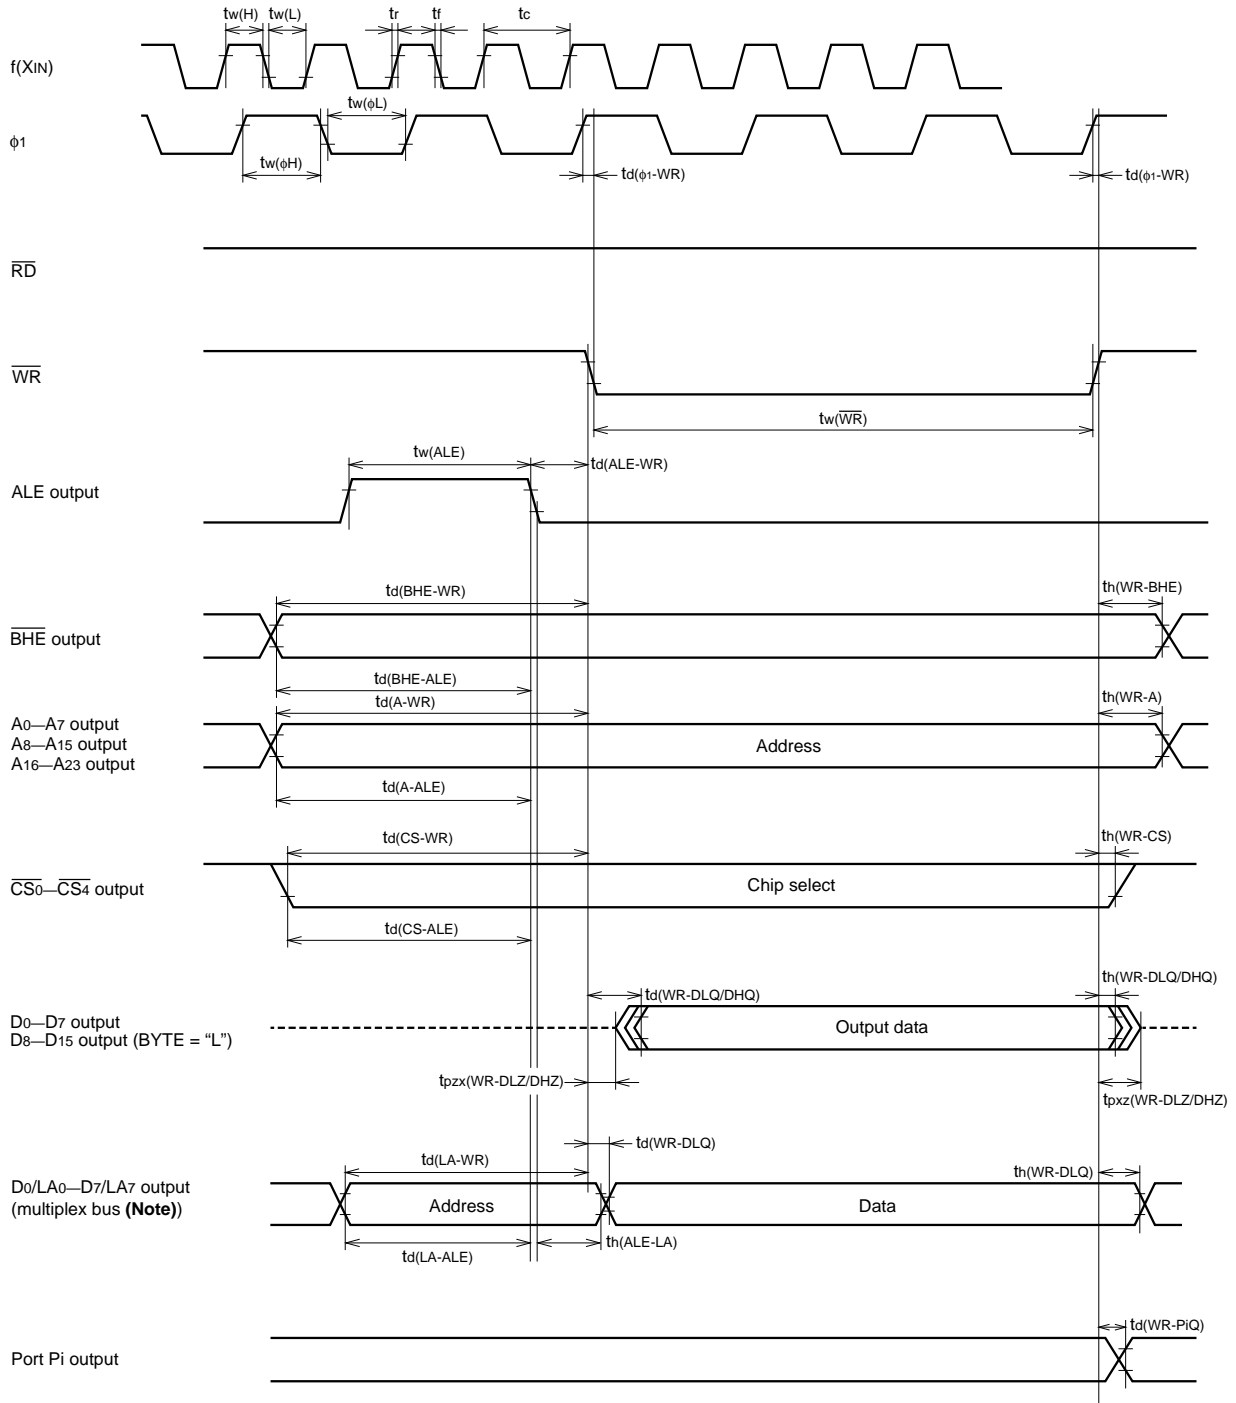 tw(H) tw(L) tr tf tc
f(XIN)
tw(ϕL)
ϕ1
tw(ϕH)
td(ϕ1-WR) td(ϕ1-WR)
RD
WR
tw(WR)
tw(ALE)
td(ALE-WR)
ALE output
td(BHE-WR) th(WR-BHE)
BHE output
td(BHE-ALE)
td(A-WR) th(WR-A)
A0—A7 output
A8—A15 output Address
A16—A23 output
td(A-ALE)
td(CS-WR) th(WR-CS)
CS0—CS4 output Chip select
td(CS-ALE)
th(WR-DLQ/DHQ)
td(WR-DLQ/DHQ)
D0—D7 output Output data
D8—D15 output (BYTE = “L”)
tpzx(WR-DLZ/DHZ)
tpxz(WR-DLZ/DHZ)
td(WR-DLQ)
td(LA-WR) th(WR-DLQ)
D0/LA0—D7/LA7 output
(multiplex bus (Note)) Address Data
td(LA-ALE) th(ALE-LA)
td(WR-PiQ)
Port Pi output